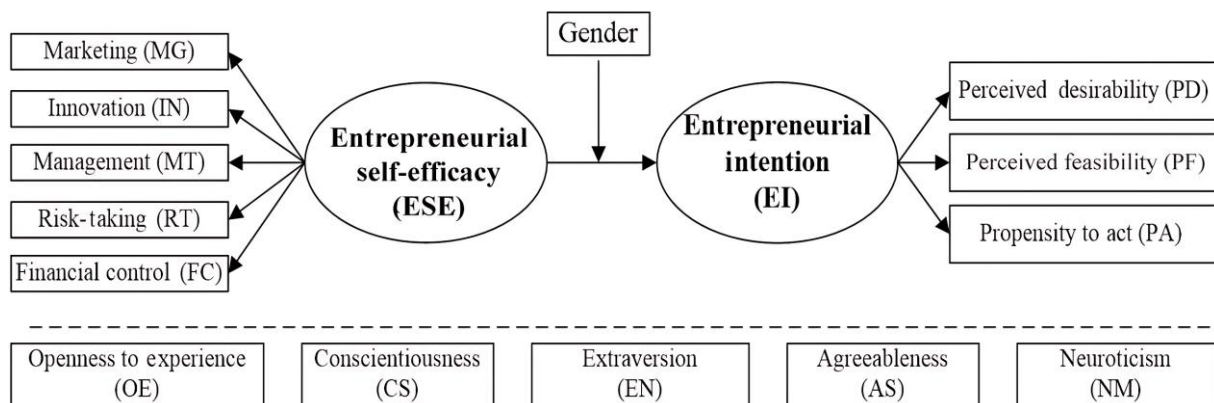 Gender
Marketing (MG)
Innovation (IN)
Management (MT)
Risk-taking (RT)
Financial control (FC)
Entrepreneurial
self-efficacy
(ESE)
Entrepreneurial
intention
(EI)
Perceived desirability (PD)
Perceived feasibility (PF)
Propensity to act (PA)
Openness to experience
(OE)
Conscientiousness
(CS)
Extraversion
(EN)
Agreeableness
(AS)
Neuroticism
(NM)